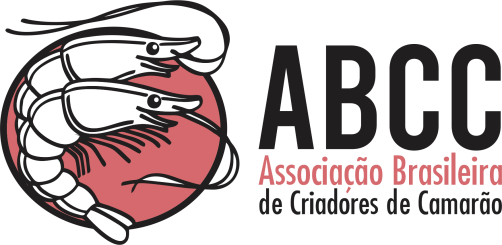 ABCC
Associação Brasileira
de Criadores de Camarão